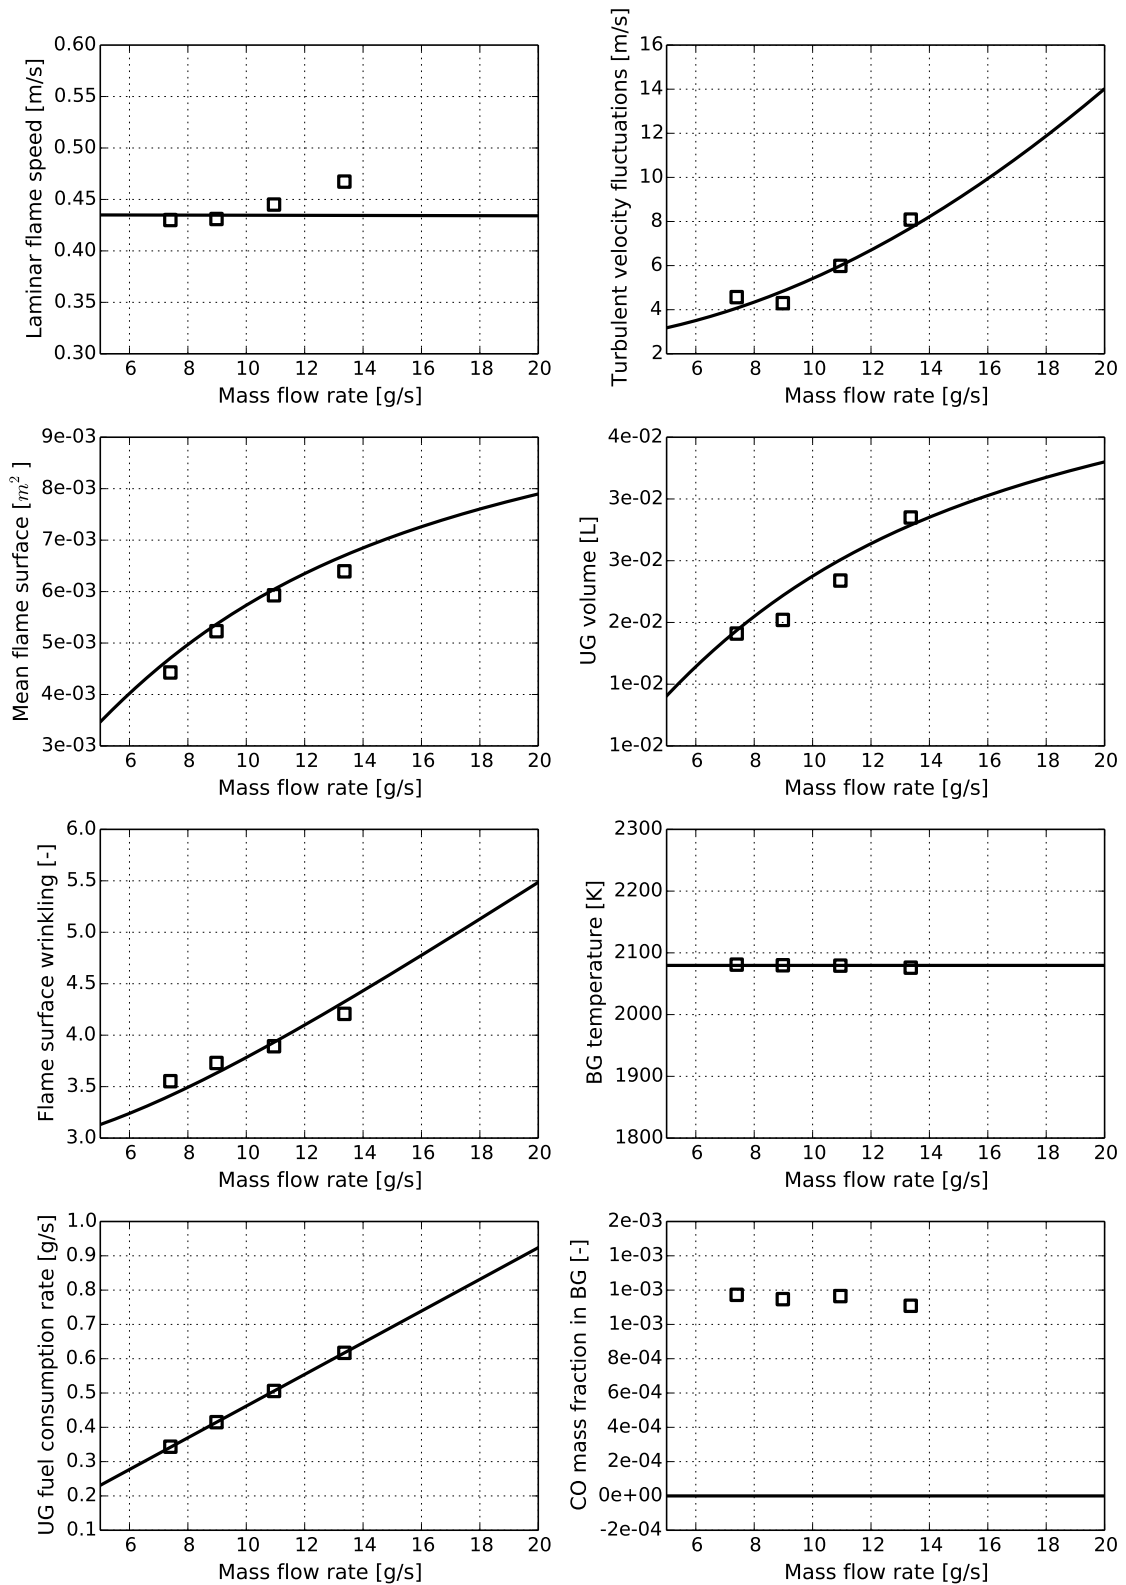 Laminar flame speed [m/s]
0.60
0.55
0.50
0.45
0.40
0.35
0.30
6 8 10 12 14 16 18 20
Mass flow rate [g/s]
Turbulent velocity fluctuations [m/s]
16
14
12
10
8
6
4
2
6 8 10 12 14 16 18 20
Mass flow rate [g/s]
Mean flame surface [m²]
9e-03
8e-03
7e-03
6e-03
5e-03
4e-03
3e-03
6 8 10 12 14 16 18 20
Mass flow rate [g/s]
UG volume [L]
4e-02
3e-02
3e-02
2e-02
1e-02
1e-02
6 8 10 12 14 16 18 20
Mass flow rate [g/s]
Flame surface wrinkling [-]
6.0
5.5
5.0
4.5
4.0
3.5
3.0
6 8 10 12 14 16 18 20
Mass flow rate [g/s]
BG temperature [K]
2300
2200
2100
2000
1900
1800
6 8 10 12 14 16 18 20
Mass flow rate [g/s]
UG fuel consumption rate [g/s]
1.0
0.9
0.8
0.7
0.6
0.5
0.4
0.3
0.2
0.1
6 8 10 12 14 16 18 20
Mass flow rate [g/s]
CO mass fraction in BG [-]
2e-03
1e-03
1e-03
1e-03
8e-04
6e-04
4e-04
2e-04
0e+00
-2e-04
6 8 10 12 14 16 18 20
Mass flow rate [g/s]